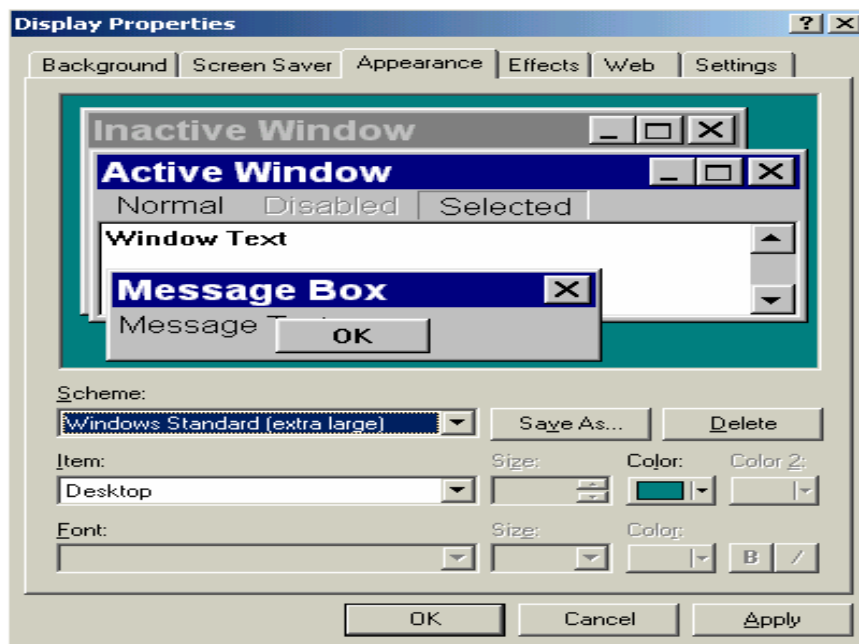 Display Properties
Background Screen Saver Appearance Effects Web Settings
Inactive Window
Active Window
Normal Disabled Selected
Window Text
Message Box
Message
OK
Scheme:
Windows Standard (extra large) Save As... Delete
Item: Size: Color: Color 2:
Desktop
Font: Size: Color:
B /
OK Cancel Apply